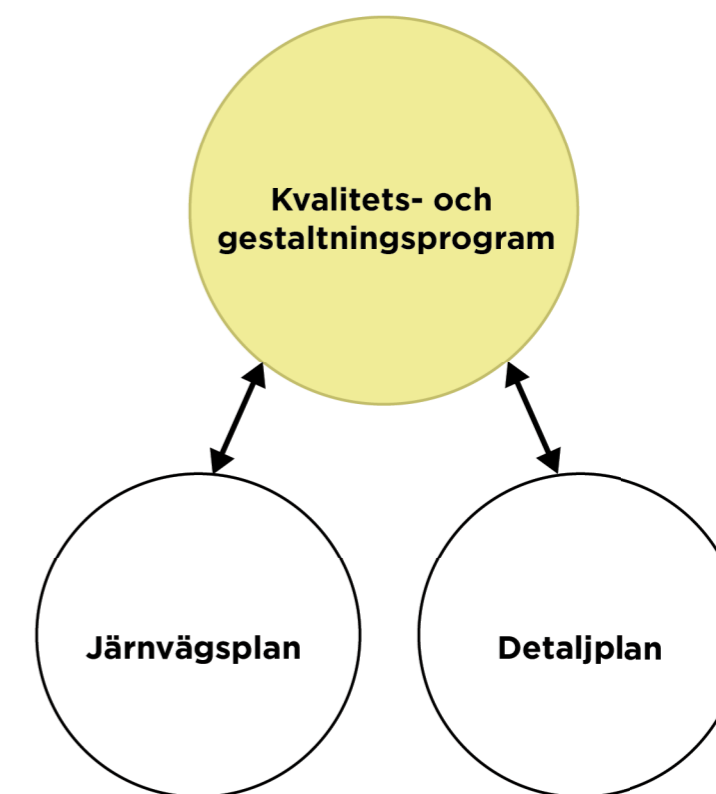 Kvalitets- och
gestaltningsprogram
Järnvägsplan
Detaljplan